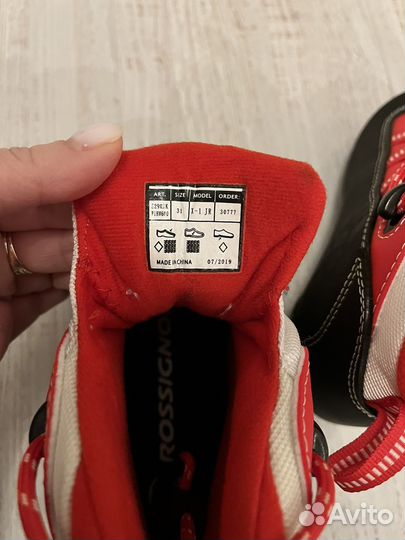 ART. SIZE MODEL ORDER:
31 X-1 JR 30777
MADE IN CHINA 07/2019
ROSSIGNO
Avito